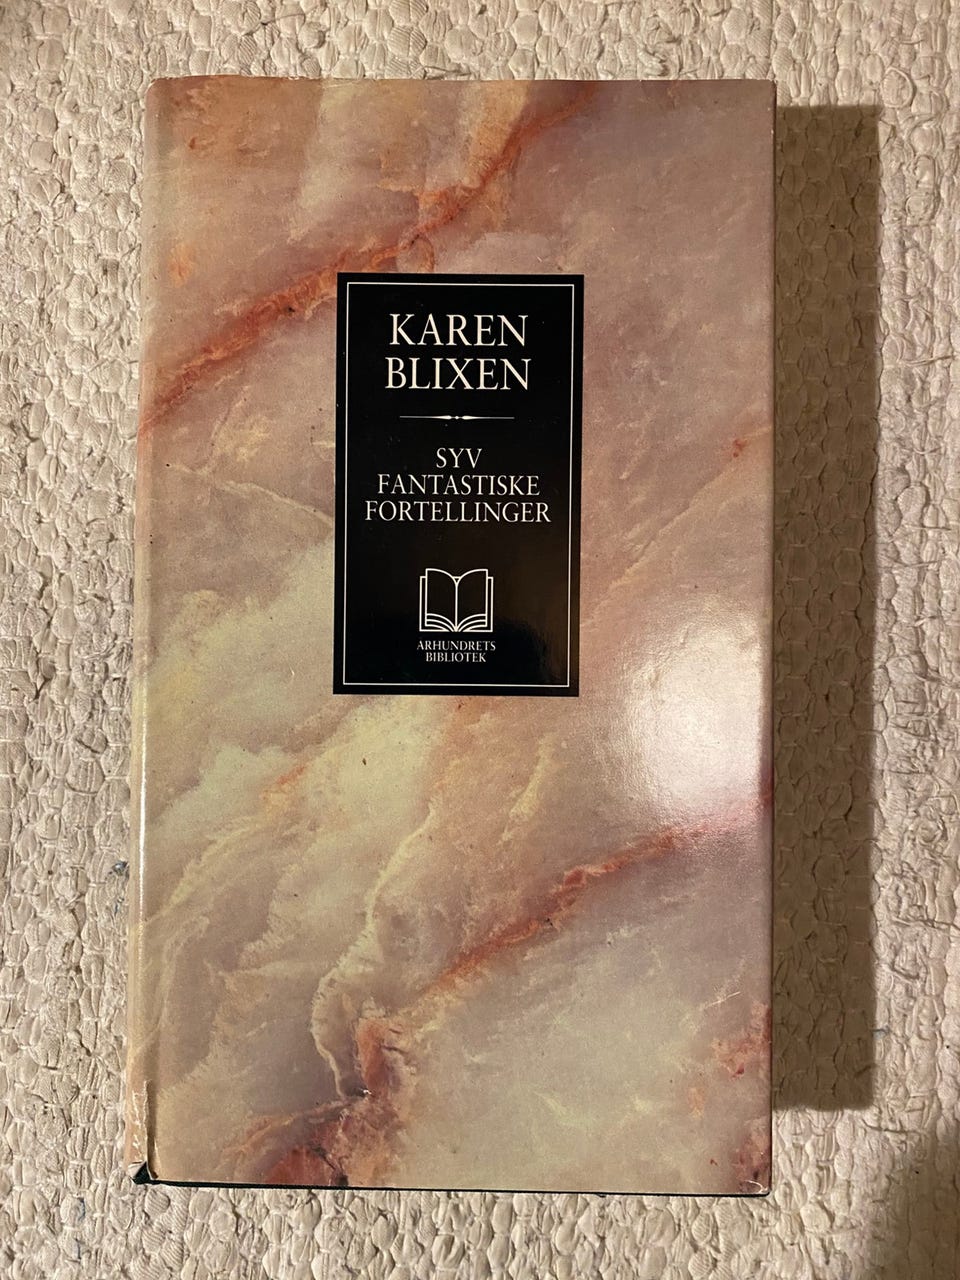 KAREN
BLIXEN
SYV
FANTASTISKE
FORTELLINGER
ÅRHUNDRETS
BIBLIOTEK